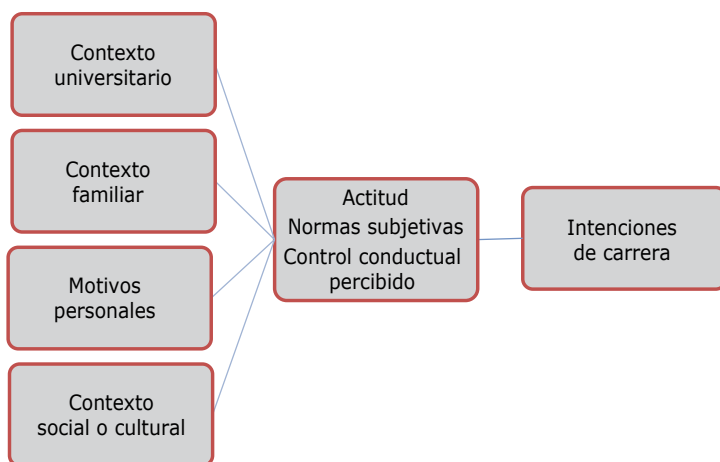 Contexto
universitario
Contexto
familiar
Motivos
personales
Contexto
social o cultural
Actitud
Normas subjetivas
Control conductual
percibido
Intenciones
de carrera